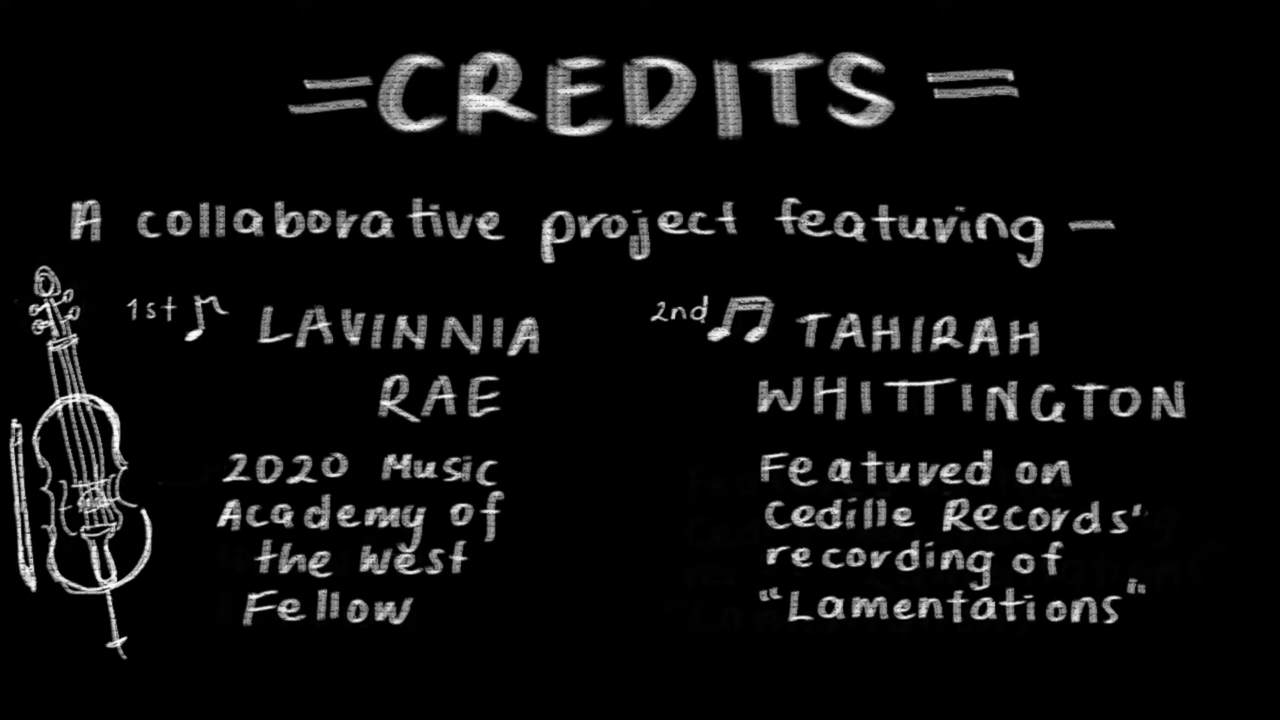 =CREDITS=
A collaborative project featuring -
1st LAVINNIA
RAE
2020 Music
Academy of
the West
Fellow
2nd TAHIRAH
WHITTINGTON
Featured on
Cedille Records'
recording of
"Lamentations"